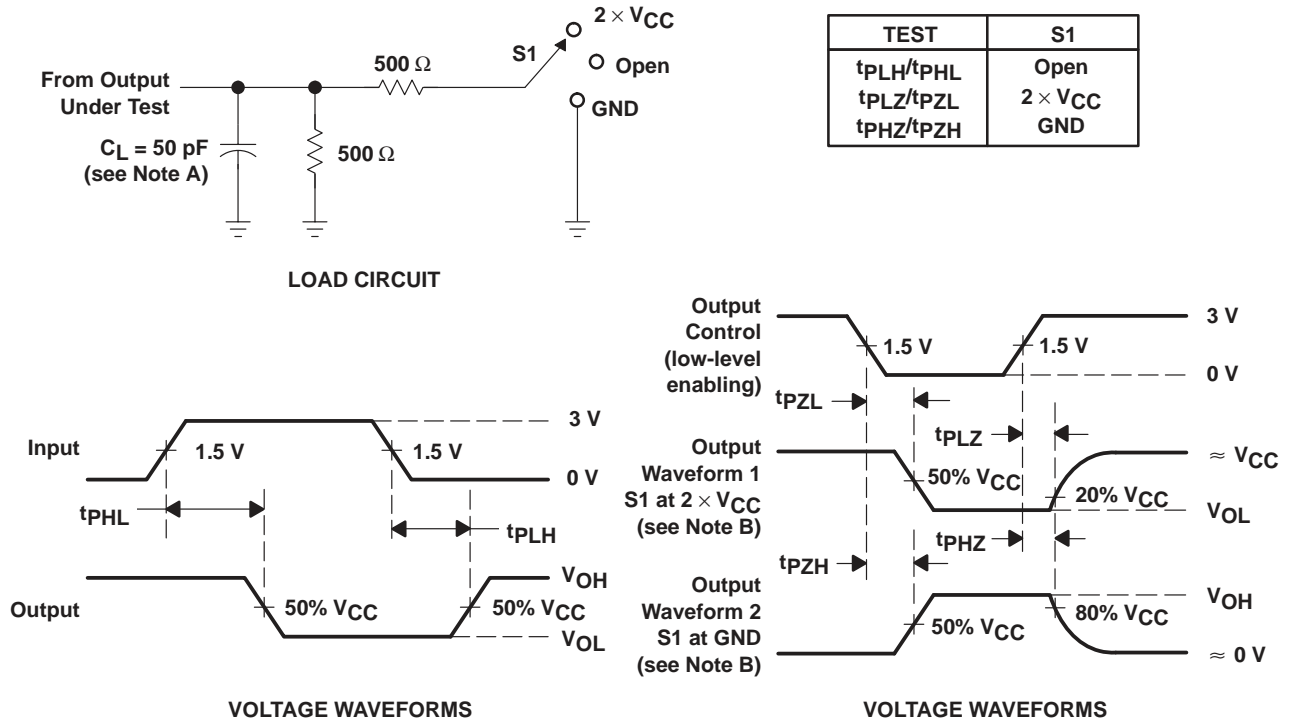 2 × VCC
S1
500 Ω
Open
From Output
Under Test
GND
CL = 50 pF
(see Note A)
500 Ω
LOAD CIRCUIT
TEST S1
tPLH/tPHL Open
tPLZ/tPZL 2 × VCC
tPHZ/tPZH GND
Input
1.5 V
1.5 V
3 V
0 V
tPHL
tPLH
Output
50% VCC
50% VCC
VOH
VOL
VOLTAGE WAVEFORMS
Output
Control
(low-level
enabling)
1.5 V
1.5 V
3 V
0 V
tPZL
tPLZ
Output
Waveform 1
S1 at 2 × VCC
(see Note B)
50% VCC
20% VCC
≈ VCC
VOL
tPZH
tPHZ
Output
Waveform 2
S1 at GND
(see Note B)
50% VCC
80% VCC
VOH
≈ 0 V
VOLTAGE WAVEFORMS